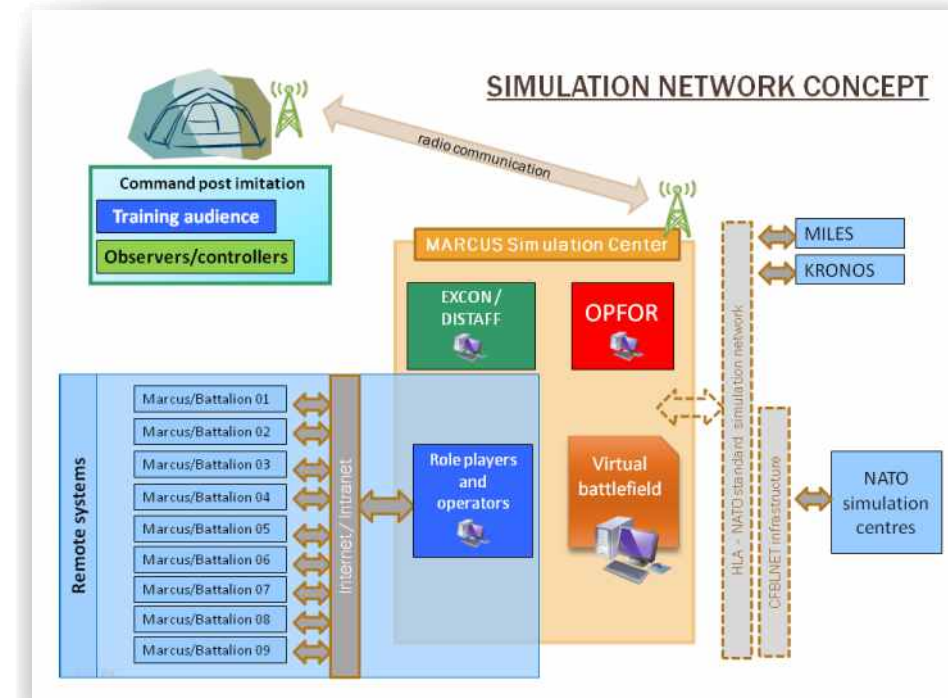 SIMULATION NETWORK CONCEPT
radio communication
Command post imitation
Training audience
Observers/controllers
MARCUS Simulation Center
EXCON /
DISTAFF
OPFOR
MILES
KRONOS
Remote systems
Marcus/Battalion 01
Marcus/Battalion 02
Marcus/Battalion 03
Marcus/Battalion 04
Marcus/Battalion 05
Marcus/Battalion 06
Marcus/Battalion 07
Marcus/Battalion 08
Marcus/Battalion 09
Internet/ Intranet
Role players
and
operators
Virtual
battlefield
HLA - NATO standard simulation network
CFBLNET infrastructure
NATO
simulation
centres